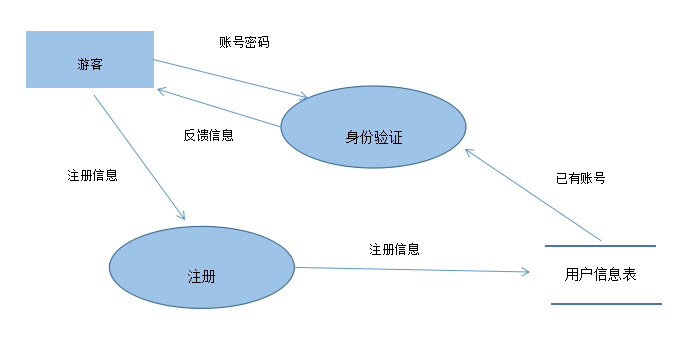 账号密码
游客
反馈信息
身份验证
注册信息
已有账号
注册信息
注册
用户信息表